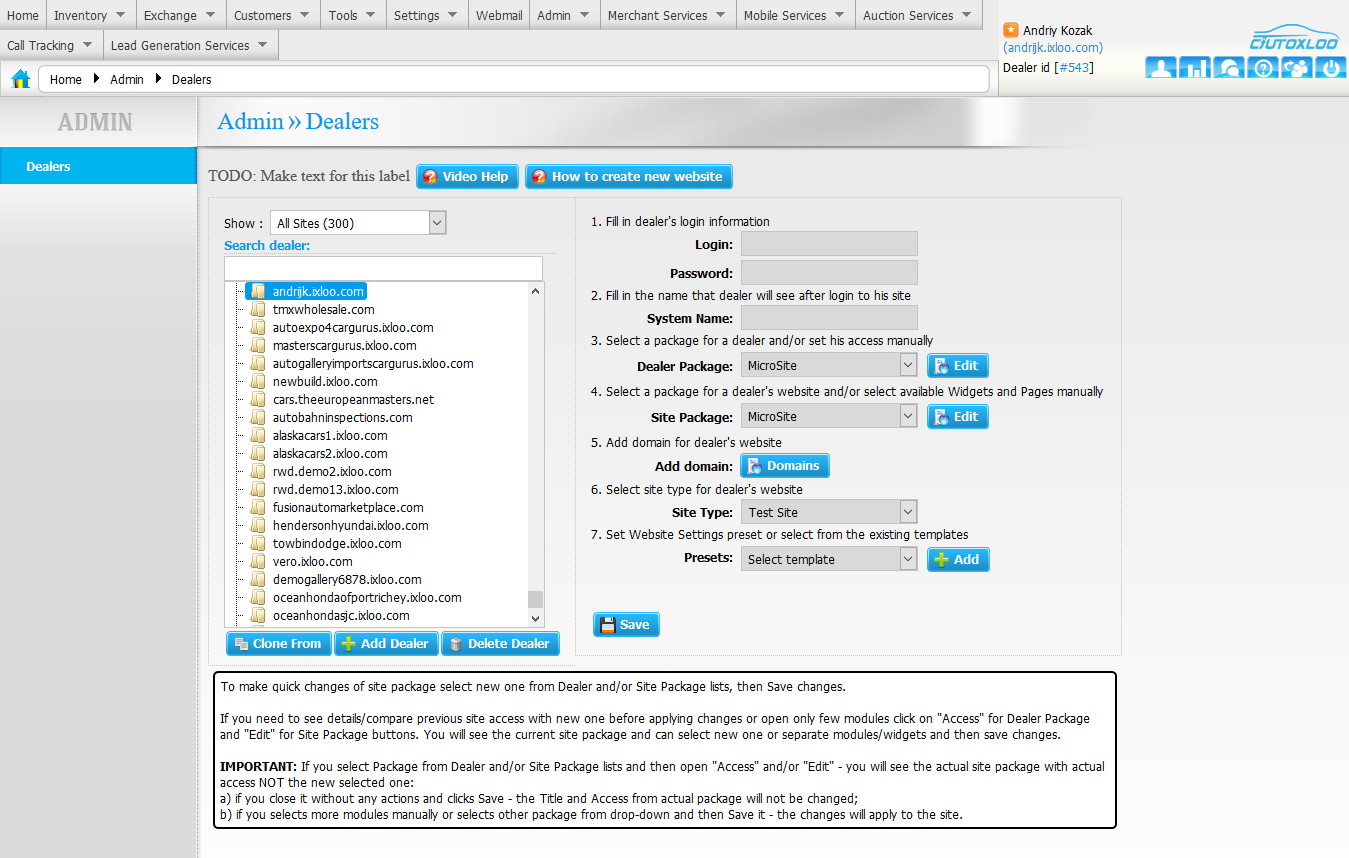 Home Inventory Exchange Customers Tools Settings Webmail Admin Merchant Services Mobile Services Auction Services
Call Tracking Lead Generation Services
Andriy Kozak
(andrijk.ixloo.com)
Dealer id [#543]
AUTOXLOO
Home Admin Dealers
ADMIN
Dealers
Admin » Dealers
TODO: Make text for this label Video Help How to create new website
Show : All Sites (300)
Search dealer:
andrijk.ixloo.com
tmxwholesale.com
autoexpo4cargurus.ixloo.com
masterscargurus.ixloo.com
autogalleryimportscargurus.ixloo.com
newbuild.ixloo.com
cars.theeuropeanmasters.net
autobahninspections.com
alaskacars1.ixloo.com
alaskacars2.ixloo.com
rwd.demo2.ixloo.com
rwd.demo13.ixloo.com
fusionautomarketplace.com
hendersonhyundai.ixloo.com
towbindodge.ixloo.com
vero.ixloo.com
demogallery6878.ixloo.com
oceanhondaofportrichey.ixloo.com
oceanhondasjc.ixloo.com
Clone From Add Dealer Delete Dealer
1. Fill in dealer's login information
Login:
Password:
2. Fill in the name that dealer will see after login to his site
System Name:
3. Select a package for a dealer and/or set his access manually
Dealer Package: MicroSite Edit
4. Select a package for a dealer's website and/or select available Widgets and Pages manually
Site Package: MicroSite Edit
5. Add domain for dealer's website
Add domain: Domains
6. Select site type for dealer's website
Site Type: Test Site
7. Set Website Settings preset or select from the existing templates
Presets: Select template Add
Save
To make quick changes of site package select new one from Dealer and/or Site Package lists, then Save changes.
If you need to see details/compare previous site access with new one before applying changes or open only few modules click on "Access" for Dealer Package
and "Edit" for Site Package buttons. You will see the current site package and can select new one or separate modules/widgets and then save changes.
IMPORTANT: If you select Package from Dealer and/or Site Package lists and then open "Access" and/or "Edit" - you will see the actual site package with actual
access NOT the new selected one:
a) if you close it without any actions and clicks Save - the Title and Access from actual package will not be changed;
b) if you selects more modules manually or selects other package from drop-down and then Save it - the changes will apply to the site.